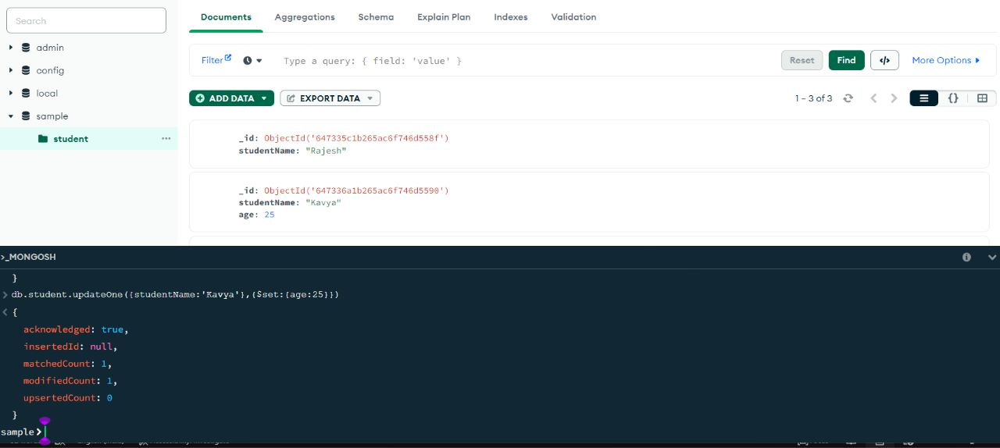 Search
admin
config
local
sample
student
Documents Aggregations Schema Explain Plan Indexes Validation
Filter Type a query: { field: 'value' } Reset Find </> More Options
ADD DATA EXPORT DATA 1 – 3 of 3 {}
_id: ObjectId('647335c1b265ac6f746d558f')
studentName: "Rajesh"
_id: ObjectId('647336a1b265ac6f746d5590')
studentName: "Kavya"
age: 25
>_MONGOSH
}
> db.student.updateOne({studentName:'Kavya'},{$set:{age:25}})
< {
acknowledged: true,
insertedId: null,
matchedCount: 1,
modifiedCount: 1,
upsertedCount: 0
}
sample>